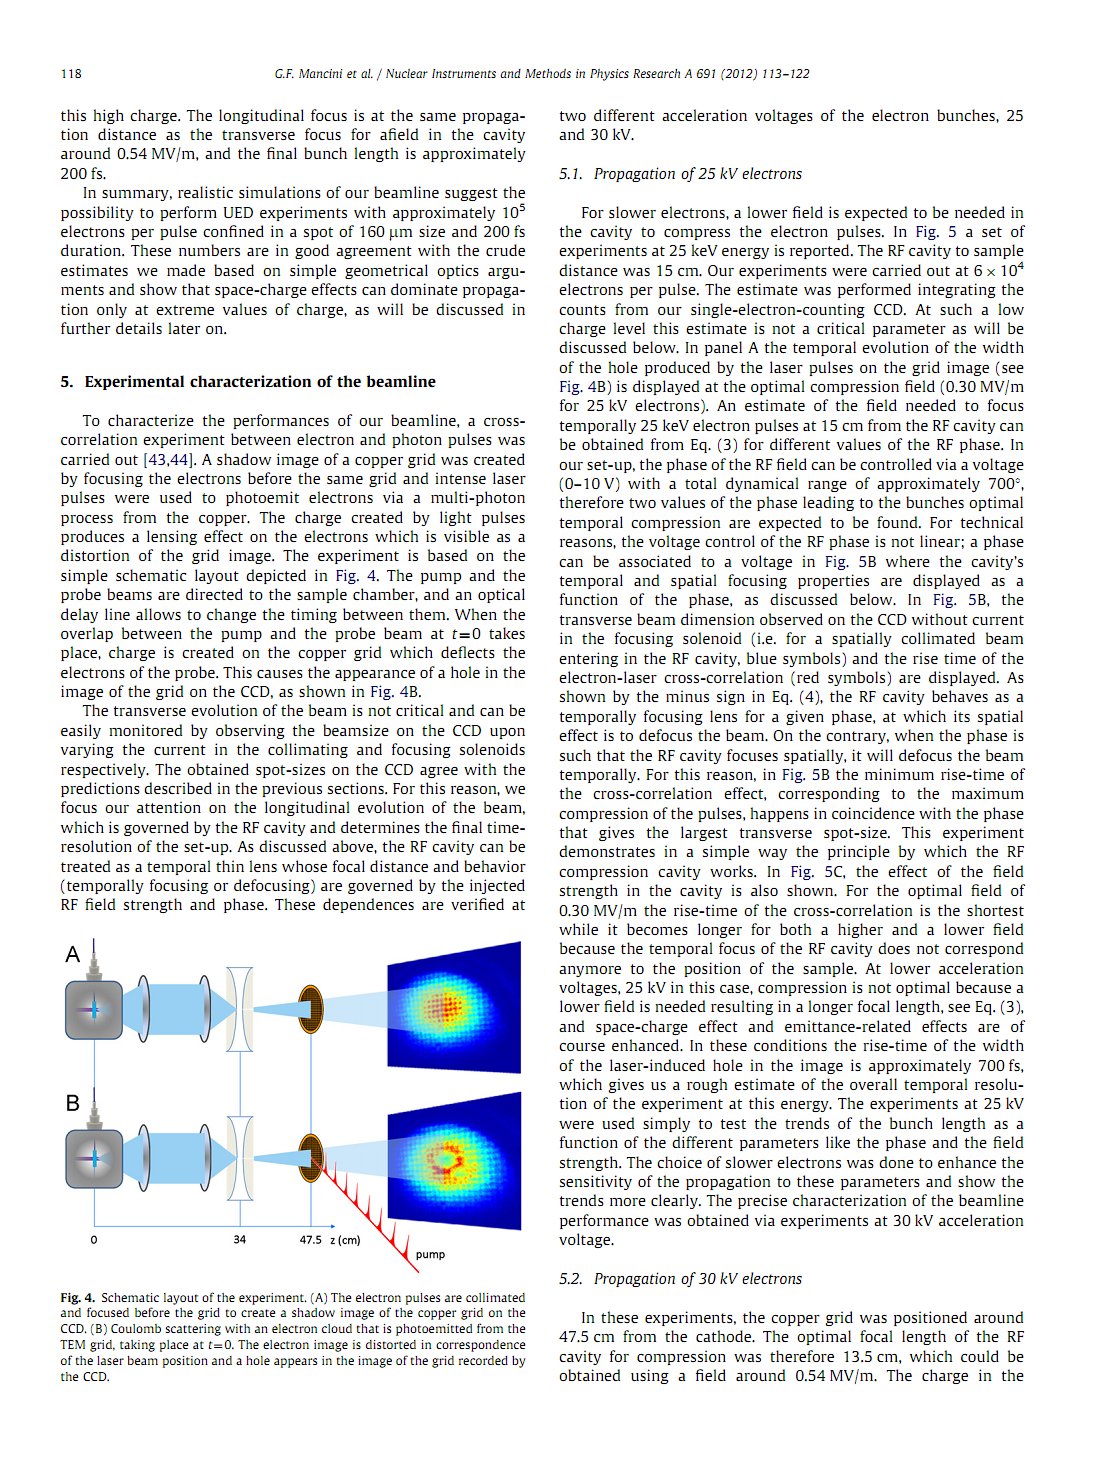 118
G.F. Mancini et al. / Nuclear Instruments and Methods in Physics Research A 691 (2012) 113–122
this high charge. The longitudinal focus is at the same propaga-
tion distance as the transverse focus for afield in the cavity
around 0.54 MV/m, and the final bunch length is approximately
200 fs.
In summary, realistic simulations of our beamline suggest the
possibility to perform UED experiments with approximately 10⁵
electrons per pulse confined in a spot of 160 μm size and 200 fs
duration. These numbers are in good agreement with the crude
estimates we made based on simple geometrical optics argu-
ments and show that space-charge effects can dominate propaga-
tion only at extreme values of charge, as will be discussed in
further details later on.
5. Experimental characterization of the beamline
To characterize the performances of our beamline, a cross-
correlation experiment between electron and photon pulses was
carried out [43,44]. A shadow image of a copper grid was created
by focusing the electrons before the same grid and intense laser
pulses were used to photoemit electrons via a multi-photon
process from the copper. The charge created by light pulses
produces a lensing effect on the electrons which is visible as a
distortion of the grid image. The experiment is based on the
simple schematic layout depicted in Fig. 4. The pump and the
probe beams are directed to the sample chamber, and an optical
delay line allows to change the timing between them. When the
overlap between the pump and the probe beam at t=0 takes
place, charge is created on the copper grid which deflects the
electrons of the probe. This causes the appearance of a hole in the
image of the grid on the CCD, as shown in Fig. 4B.
The transverse evolution of the beam is not critical and can be
easily monitored by observing the beamsize on the CCD upon
varying the current in the collimating and focusing solenoids
respectively. The obtained spot-sizes on the CCD agree with the
predictions described in the previous sections. For this reason, we
focus our attention on the longitudinal evolution of the beam,
which is governed by the RF cavity and determines the final time-
resolution of the set-up. As discussed above, the RF cavity can be
treated as a temporal thin lens whose focal distance and behavior
(temporally focusing or defocusing) are governed by the injected
RF field strength and phase. These dependences are verified at
A
B
0
34
47.5
z (cm)
pump
Fig. 4. Schematic layout of the experiment. (A) The electron pulses are collimated
and focused before the grid to create a shadow image of the copper grid on the
CCD. (B) Coulomb scattering with an electron cloud that is photoemitted from the
TEM grid, taking place at t=0. The electron image is distorted in correspondence
of the laser beam position and a hole appears in the image of the grid recorded by
the CCD.
two different acceleration voltages of the electron bunches, 25
and 30 kV.
5.1. Propagation of 25 kV electrons
For slower electrons, a lower field is expected to be needed in
the cavity to compress the electron pulses. In Fig. 5 a set of
experiments at 25 keV energy is reported. The RF cavity to sample
distance was 15 cm. Our experiments were carried out at 6 × 10⁴
electrons per pulse. The estimate was performed integrating the
counts from our single-electron-counting CCD. At such a low
charge level this estimate is not a critical parameter as will be
discussed below. In panel A the temporal evolution of the width
of the hole produced by the laser pulses on the grid image (see
Fig. 4B) is displayed at the optimal compression field (0.30 MV/m
for 25 kV electrons). An estimate of the field needed to focus
temporally 25 keV electron pulses at 15 cm from the RF cavity can
be obtained from Eq. (3) for different values of the RF phase. In
our set-up, the phase of the RF field can be controlled via a voltage
(0–10 V) with a total dynamical range of approximately 700°,
therefore two values of the phase leading to the bunches optimal
temporal compression are expected to be found. For technical
reasons, the voltage control of the RF phase is not linear; a phase
can be associated to a voltage in Fig. 5B where the cavity's
temporal and spatial focusing properties are displayed as a
function of the phase, as discussed below. In Fig. 5B, the
transverse beam dimension observed on the CCD without current
in the focusing solenoid (i.e. for a spatially collimated beam
entering in the RF cavity, blue symbols) and the rise time of the
electron-laser cross-correlation (red symbols) are displayed. As
shown by the minus sign in Eq. (4), the RF cavity behaves as a
temporally focusing lens for a given phase, at which its spatial
effect is to defocus the beam. On the contrary, when the phase is
such that the RF cavity focuses spatially, it will defocus the beam
temporally. For this reason, in Fig. 5B the minimum rise-time of
the cross-correlation effect, corresponding to the maximum
compression of the pulses, happens in coincidence with the phase
that gives the largest transverse spot-size. This experiment
demonstrates in a simple way the principle by which the RF
compression cavity works. In Fig. 5C, the effect of the field
strength in the cavity is also shown. For the optimal field of
0.30 MV/m the rise-time of the cross-correlation is the shortest
while it becomes longer for both a higher and a lower field
because the temporal focus of the RF cavity does not correspond
anymore to the position of the sample. At lower acceleration
voltages, 25 kV in this case, compression is not optimal because a
lower field is needed resulting in a longer focal length, see Eq. (3),
and space-charge effect and emittance-related effects are of
course enhanced. In these conditions the rise-time of the width
of the laser-induced hole in the image is approximately 700 fs,
which gives us a rough estimate of the overall temporal resolu-
tion of the experiment at this energy. The experiments at 25 kV
were used simply to test the trends of the bunch length as a
function of the different parameters like the phase and the field
strength. The choice of slower electrons was done to enhance the
sensitivity of the propagation to these parameters and show the
trends more clearly. The precise characterization of the beamline
performance was obtained via experiments at 30 kV acceleration
voltage.
5.2. Propagation of 30 kV electrons
In these experiments, the copper grid was positioned around
47.5 cm from the cathode. The optimal focal length of the RF
cavity for compression was therefore 13.5 cm, which could be
obtained using a field around 0.54 MV/m. The charge in the